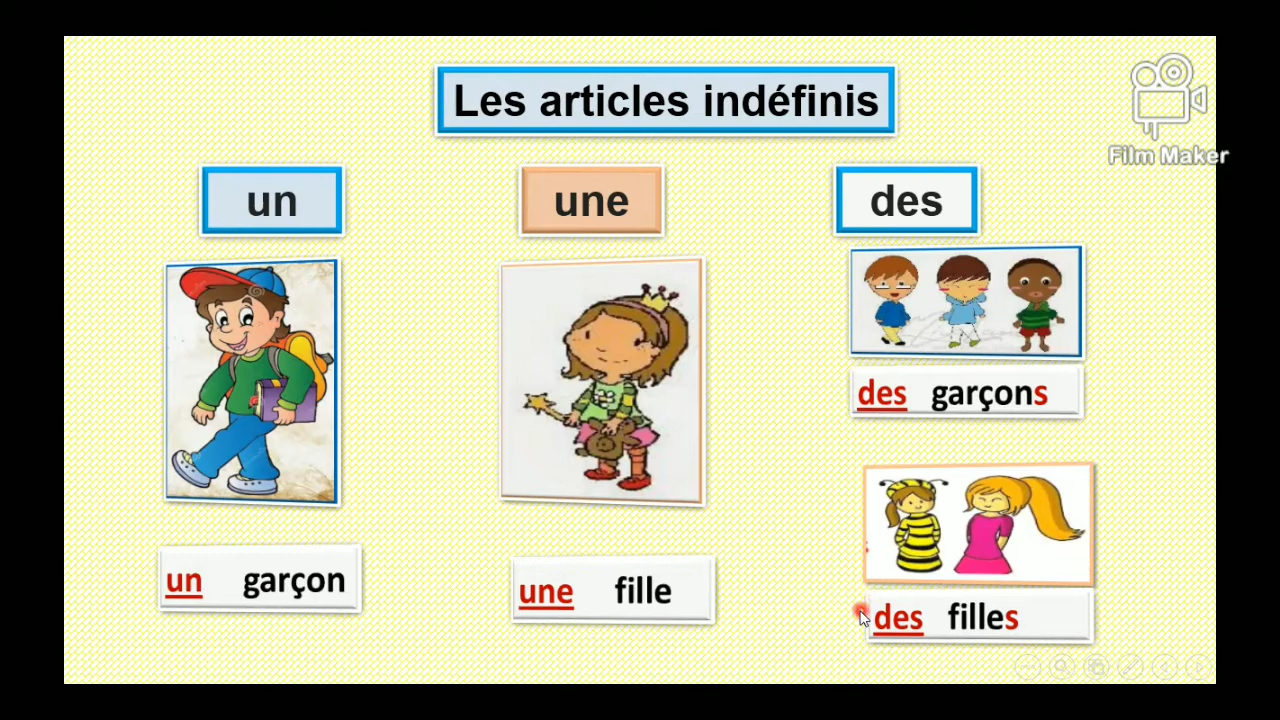 Les articles indéfinis
Film Maker
un
une
des
des garçons
un garçon
une fille
des filles